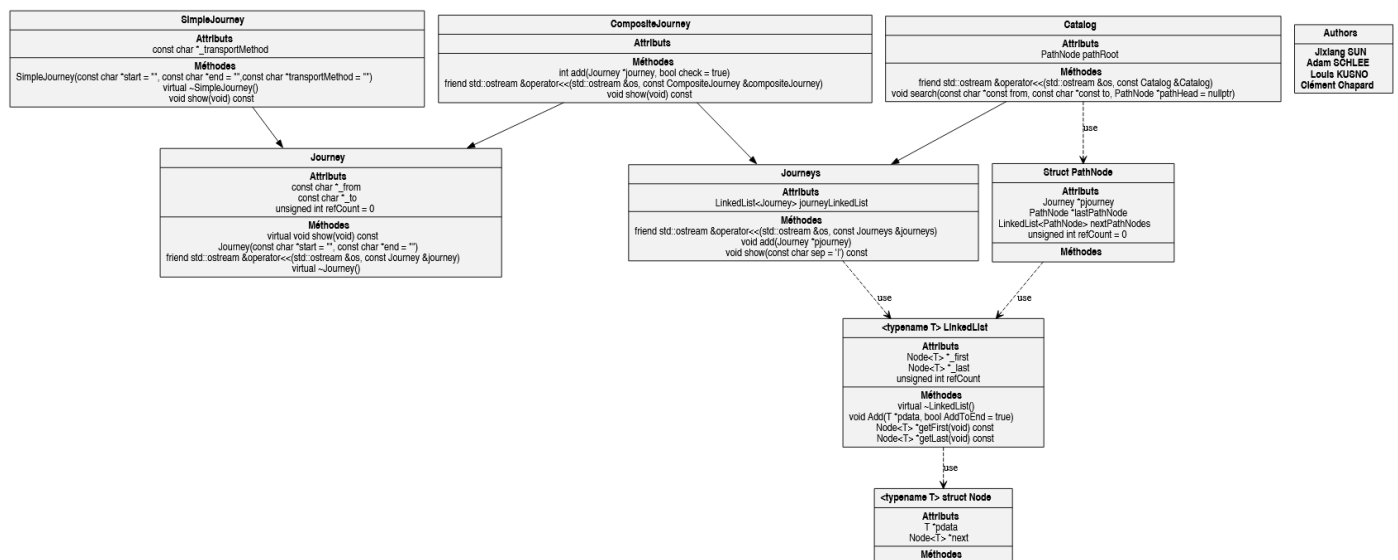 SimpleJourney
Attributs
const char *_transportMethod
Méthodes
SimpleJourney(const char *start = "", const char *end = "",const char *transportMethod = "")
virtual ~SimpleJourney()
void show(void) const
CompositeJourney
Attributs
Méthodes
int add(Journey *journey, bool check = true)
friend std::ostream &operator<<(std::ostream &os, const CompositeJourney &compositeJourney)
void show(void) const
Catalog
Attributs
PathNode pathRoot
Méthodes
friend std::ostream &operator<<(std::ostream &os, const Catalog &Catalog)
void search(const char *const from, const char *const to, PathNode *pathHead = nullptr)
Authors
Jixiang SUN
Adam SCHLEE
Louis KUSNO
Clément Chapard
use
Journey
Attributs
const char *_from
const char *_to
unsigned int refCount = 0
Méthodes
virtual void show(void) const
Journey(const char *start = "", const char *end = "")
friend std::ostream &operator<<(std::ostream &os, const Journey &journey)
virtual ~Journey()
Journeys
Attributs
LinkedList<Journey> journeyLinkedList
Méthodes
friend std::ostream &operator<<(std::ostream &os, const Journeys &journeys)
void add(Journey *pjourney)
void show(const char sep = '|') const
Struct PathNode
Attributs
Journey *pjourney
PathNode *lastPathNode
LinkedList<PathNode> nextPathNodes
unsigned int refCount = 0
Méthodes
use
use
<typename T> LinkedList
Attributs
Node<T> *_first
Node<T> *_last
unsigned int refCount
Méthodes
virtual ~LinkedList()
void Add(T *pdata, bool AddToEnd = true)
Node<T> *getFirst(void) const
Node<T> *getLast(void) const
use
<typename T> struct Node
Attributs
T *pdata
Node<T> *next
Méthodes